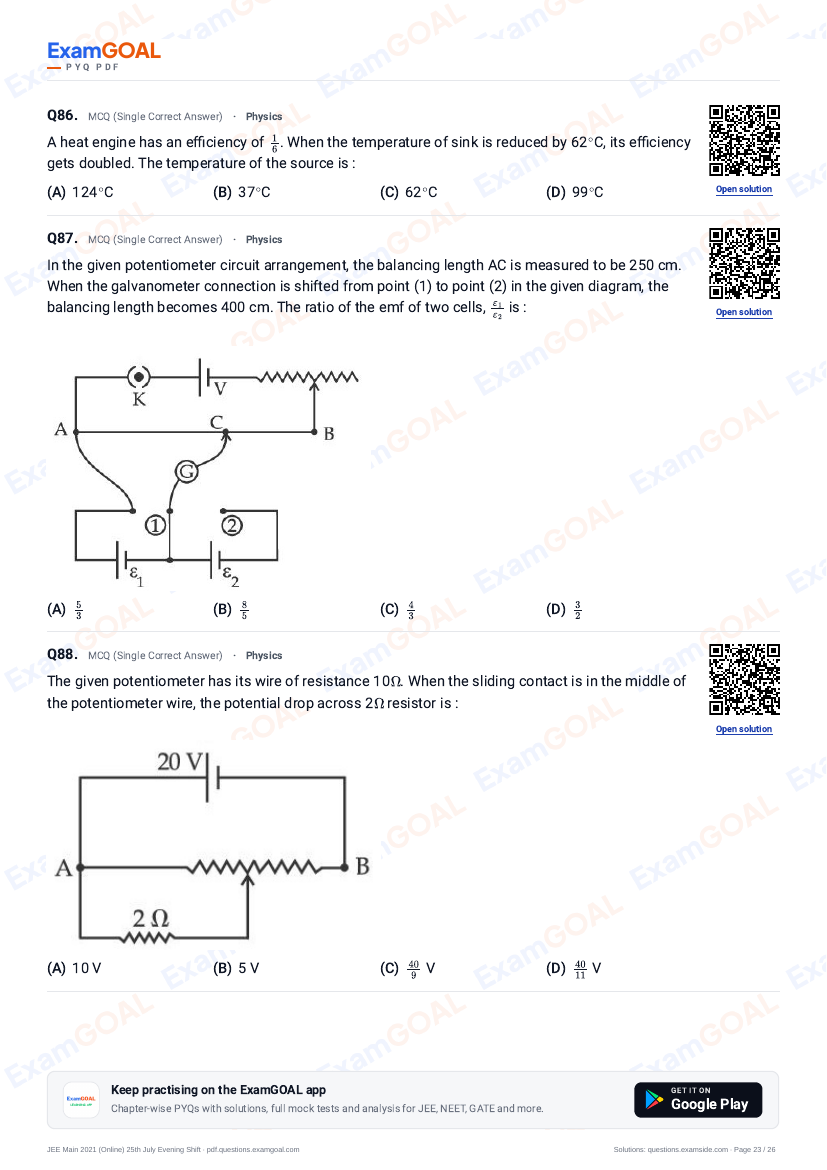 ExamGOAL
PYQ PDF
Q86. MCQ (Single Correct Answer) · Physics
A heat engine has an efficiency of 1/6. When the temperature of sink is reduced by 62°C, its efficiency
gets doubled. The temperature of the source is :
(A) 124°C (B) 37°C (C) 62°C (D) 99°C
Open solution
Q87. MCQ (Single Correct Answer) · Physics
In the given potentiometer circuit arrangement, the balancing length AC is measured to be 250 cm.
When the galvanometer connection is shifted from point (1) to point (2) in the given diagram, the
balancing length becomes 400 cm. The ratio of the emf of two cells, ε₁/ε₂ is :
Open solution
K
V
A
C
B
G
① ②
ε₁ ε₂
(A) 5/3 (B) 8/5 (C) 4/3 (D) 3/2
Q88. MCQ (Single Correct Answer) · Physics
The given potentiometer has its wire of resistance 10Ω. When the sliding contact is in the middle of
the potentiometer wire, the potential drop across 2Ω resistor is :
Open solution
20 V
A B
2 Ω
(A) 10 V (B) 5 V (C) 40/9 V (D) 40/11 V
ExamGOAL
Keep practising on the ExamGOAL app
Chapter-wise PYQs with solutions, full mock tests and analysis for JEE, NEET, GATE and more.
GET IT ON
Google Play
JEE Main 2021 (Online) 25th July Evening Shift · pdf.questions.examgoal.com
Solutions: questions.examside.com · Page 23 / 26